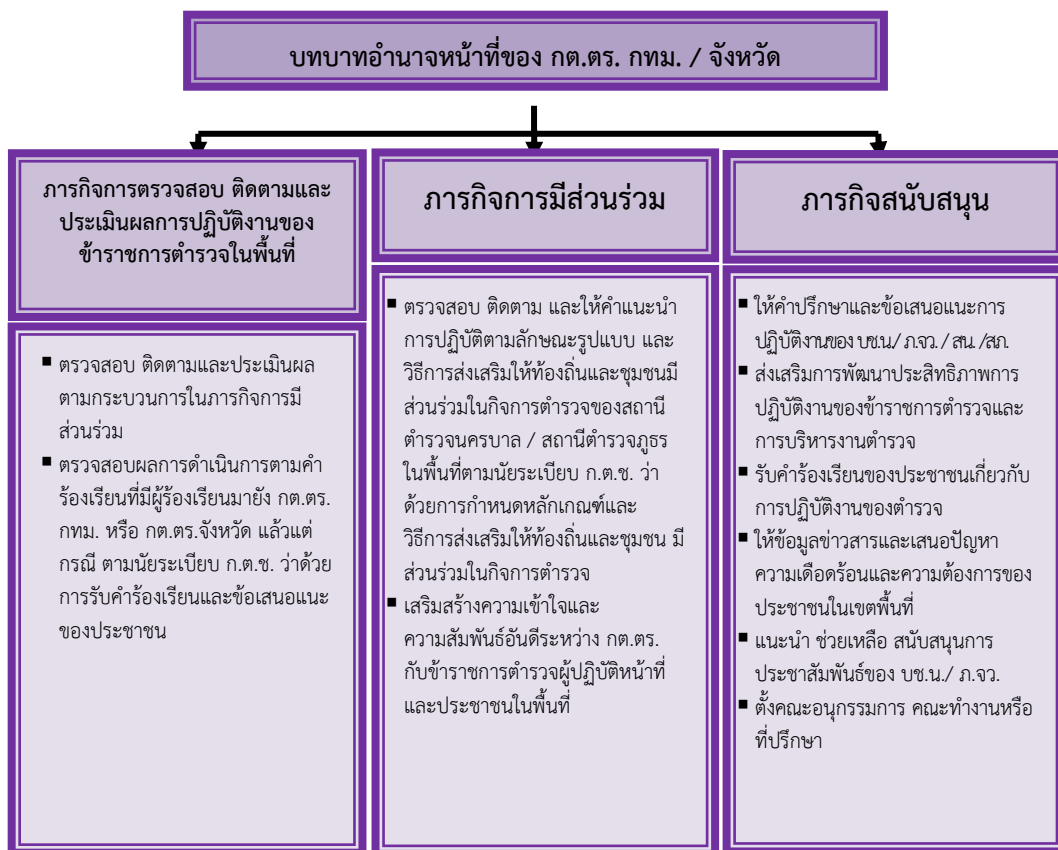 บทบาทอำนาจหน้าที่ของ กต.ตร. กทม. / จังหวัด
ภารกิจการตรวจสอบ ติดตามและ
ประเมินผลการปฏิบัติงานของ
ข้าราชการตำรวจในพื้นที่
▪ ตรวจสอบ ติดตามและประเมินผล
ตามกระบวนการในภารกิจการมี
ส่วนร่วม
▪ ตรวจสอบผลการดำเนินการตามคำ
ร้องเรียนที่มีผู้ร้องเรียนมายัง กต.ตร.
กทม. หรือ กต.ตร.จังหวัด แล้วแต่
กรณี ตามนัยระเบียบ ก.ต.ช. ว่าด้วย
การรับคำร้องเรียนและข้อเสนอแนะ
ของประชาชน
ภารกิจการมีส่วนร่วม
▪ ตรวจสอบ ติดตาม และให้คำแนะนำ
การปฏิบัติตามลักษณะรูปแบบ และ
วิธีการส่งเสริมให้ท้องถิ่นและชุมชนมี
ส่วนร่วมในกิจการตำรวจของสถานี
ตำรวจนครบาล / สถานีตำรวจภูธร
ในพื้นที่ตามนัยระเบียบ ก.ต.ช. ว่า
ด้วยการกำหนดหลักเกณฑ์และ
วิธีการส่งเสริมให้ท้องถิ่นและชุมชน มี
ส่วนร่วมในกิจการตำรวจ
▪ เสริมสร้างความเข้าใจและ
ความสัมพันธ์อันดีระหว่าง กต.ตร.
กับข้าราชการตำรวจผู้ปฏิบัติหน้าที่
และประชาชนในพื้นที่
ภารกิจสนับสนุน
▪ ให้คำปรึกษาและข้อเสนอแนะการ
ปฏิบัติงานของ บช.น./ ภ.จว. / สน. /สภ.
▪ ส่งเสริมการพัฒนาประสิทธิภาพการ
ปฏิบัติงานของข้าราชการตำรวจและ
การบริหารงานตำรวจ
▪ รับคำร้องเรียนของประชาชนเกี่ยวกับ
การปฏิบัติงานของตำรวจ
▪ ให้ข้อมูลข่าวสารและเสนอปัญหา
ความเดือดร้อนและความต้องการของ
ประชาชนในเขตพื้นที่
▪ แนะนำ ช่วยเหลือ สนับสนุนการ
ประชาสัมพันธ์ของ บช.น./ ภ.จว.
▪ ตั้งคณะอนุกรรมการ คณะทำงานหรือ
ที่ปรึกษา